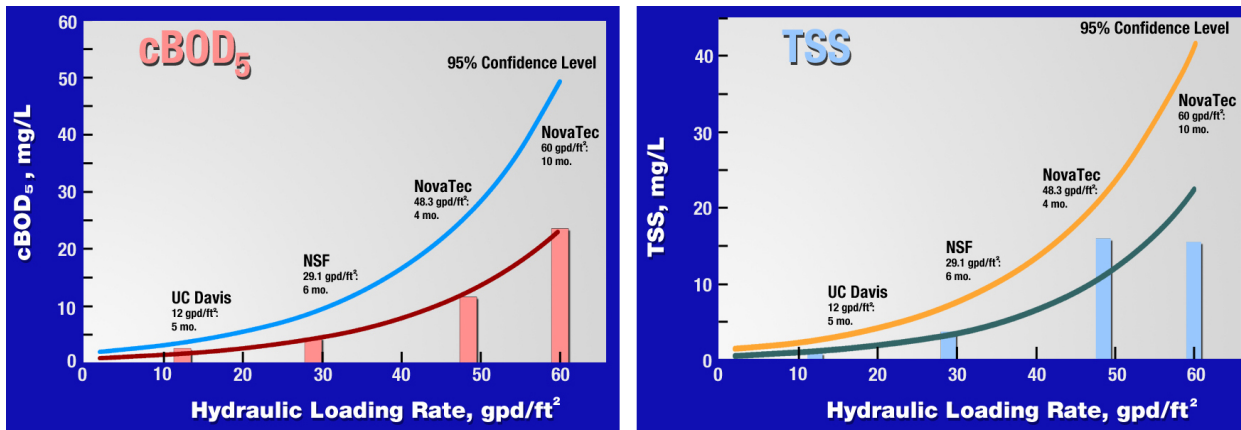 cBOD₅
95% Confidence Level
cBOD₅, mg/L
60
50
40
30
20
10
0
NovaTec
60 gpd/ft²:
10 mo.
NovaTec
48.3 gpd/ft²:
4 mo.
NSF
29.1 gpd/ft²:
6 mo.
UC Davis
12 gpd/ft²:
5 mo.
0 10 20 30 40 50 60
Hydraulic Loading Rate, gpd/ft²
TSS
95% Confidence Level
TSS, mg/L
40
30
20
10
0
NovaTec
60 gpd/ft²:
10 mo.
NovaTec
48.3 gpd/ft²:
4 mo.
NSF
29.1 gpd/ft²:
6 mo.
UC Davis
12 gpd/ft²:
5 mo.
0 10 20 30 40 50 60
Hydraulic Loading Rate, gpd/ft²